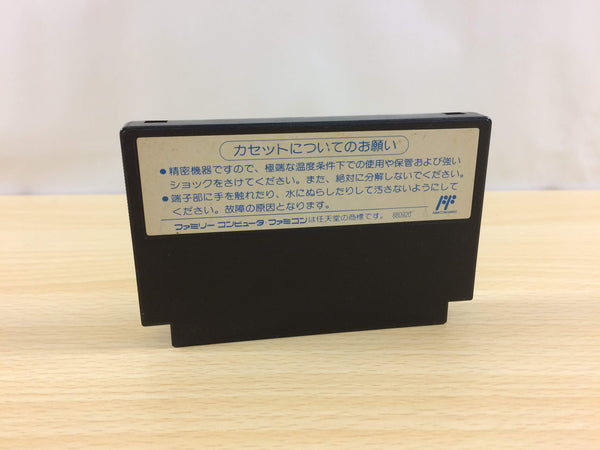 カセットについてのお願い
●精密機器ですので、極端な温度条件下での使用や保管および強い
ショックをさけてください。また、絶対に分解しないでください。
●端子部に手を触れたり、水にぬらしたりして汚さないようにして
ください。故障の原因となります。
ファミリー コンピュータ ファミコンは任天堂の商標です。 880920
FF